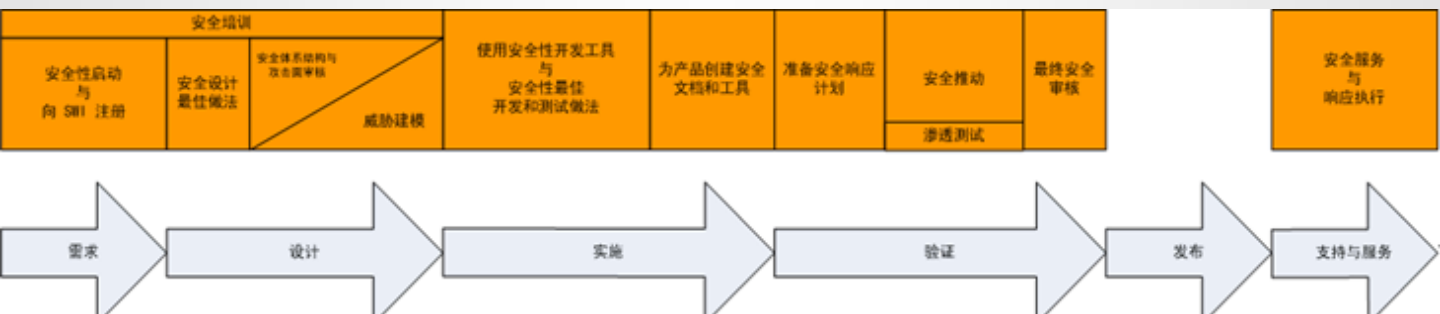 安全培训
安全性启动
与
向 SWI 注册
安全设计
最佳做法
安全体系结构与
攻击面审核
威胁建模
使用安全性开发工具
与
安全性最佳
开发和测试做法
为产品创建安全
文档和工具
准备安全响应
计划
安全推动
渗透测试
最终安全
审核
安全服务
与
响应执行
需求
设计
实施
验证
发布
支持与服务